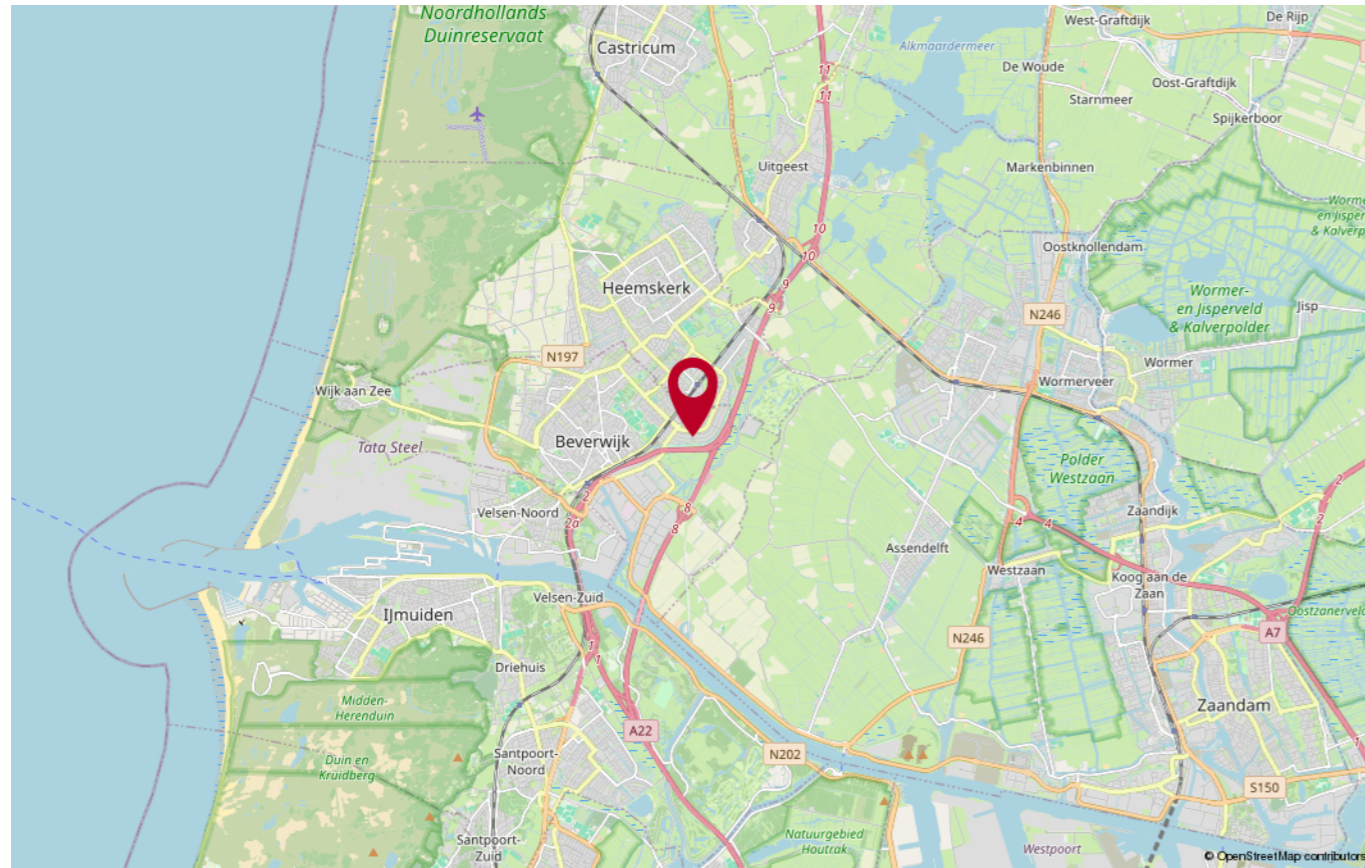 Noordhollands
Duinreservaat
Castricum
West-Graftdijk
De Rijp
Alkmaardermeer
De Woude
Oost-Graftdijk
Starnmeer
Spijkerboor
11
11
Uitgeest
Markenbinnen
Worme
en Jisperv
& Kalverp
10
10
Oostknollendam
Heemskerk
9
9
Wormer-
en Jisperveld
& Kalverpolder
Jisp
N246
N197
Wormer
Wormerveer
Wijk aan Zee
Beverwijk
Tata Steel
Polder
Westzaan
2
2
2
2a
Velsen-Noord
8
8
4
4
Zaandijk
Assendelft
Westzaan
Koog aan de
Zaan
Velsen-Zuid
IJmuiden
Oostzanerveld
A7
N246
1
1
Driehuis
Midden-
Herenduin
Zaandam
A22
N202
Duin en
Kruidberg
Santpoort-
Noord
1
S150
Natuurgebied
Houtrak
Santpoort-
Zuid
Westpoort
© OpenStreetMap contributors